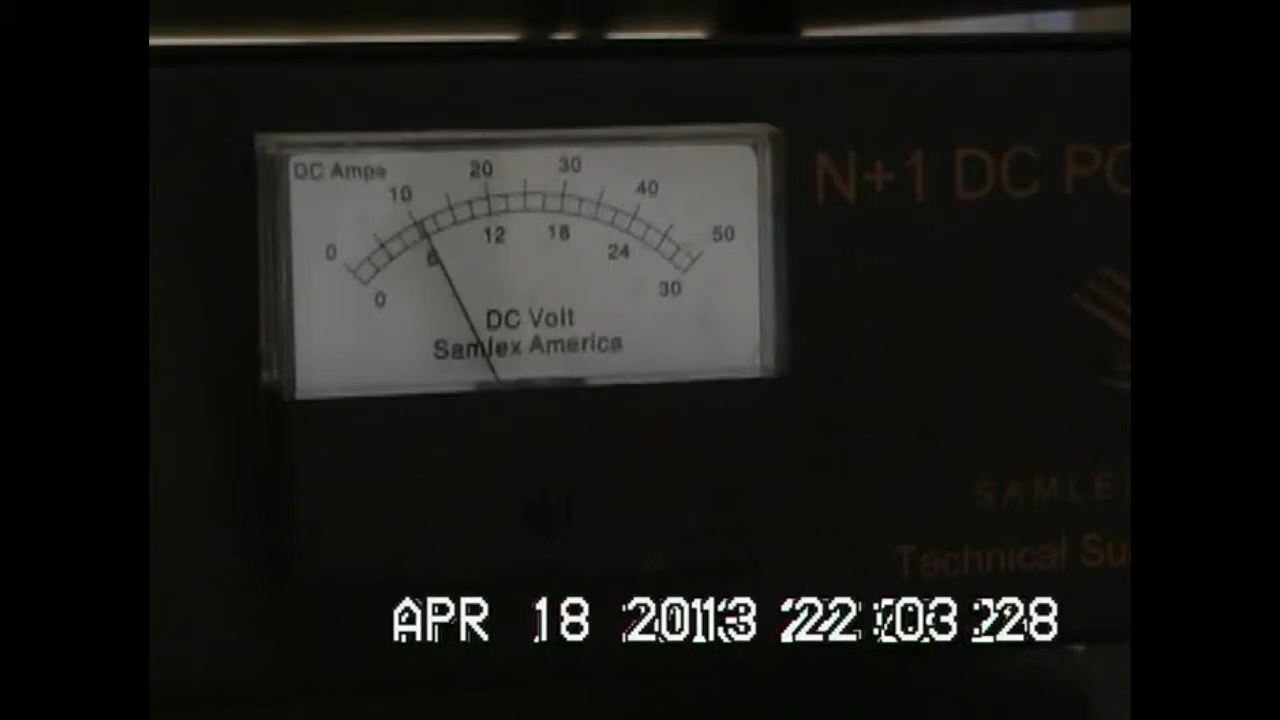 DC Amps
0 10 20 30 40 50
0 6 12 18 24 30
DC Volt
Samlex America
N+1 DC PO
SAMLE
Technical Su
APR 18 2013 22:03:28